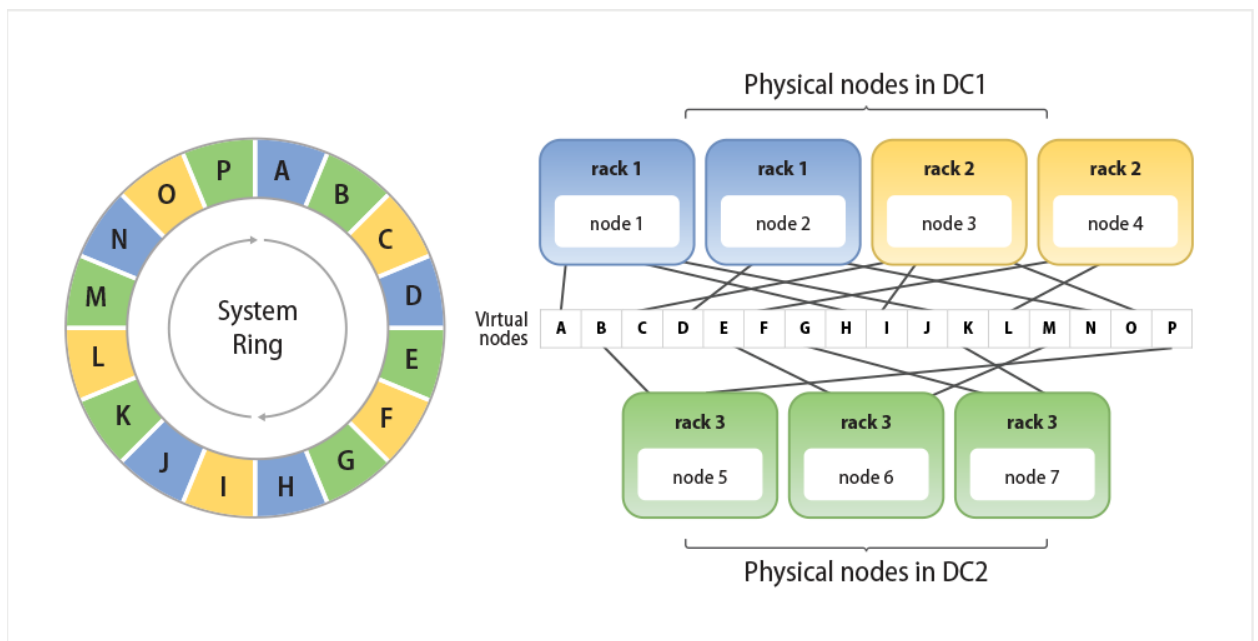 Physical nodes in DC1
rack 1
rack 1
rack 2
rack 2
node 1
node 2
node 3
node 4
P
A
B
C
D
E
F
G
H
I
J
K
L
M
N
O
System
Ring
Virtual
nodes
A B C D E F G H I J K L M N O P
rack 3
rack 3
rack 3
node 5
node 6
node 7
Physical nodes in DC2